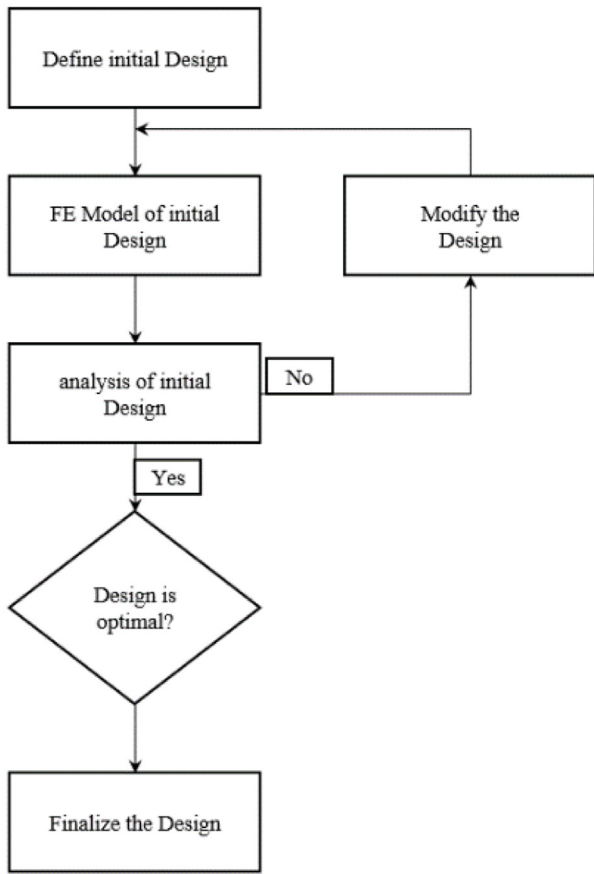 Define initial Design
FE Model of initial
Design
Modify the
Design
analysis of initial
Design
No
Yes
Design is
optimal?
Finalize the Design